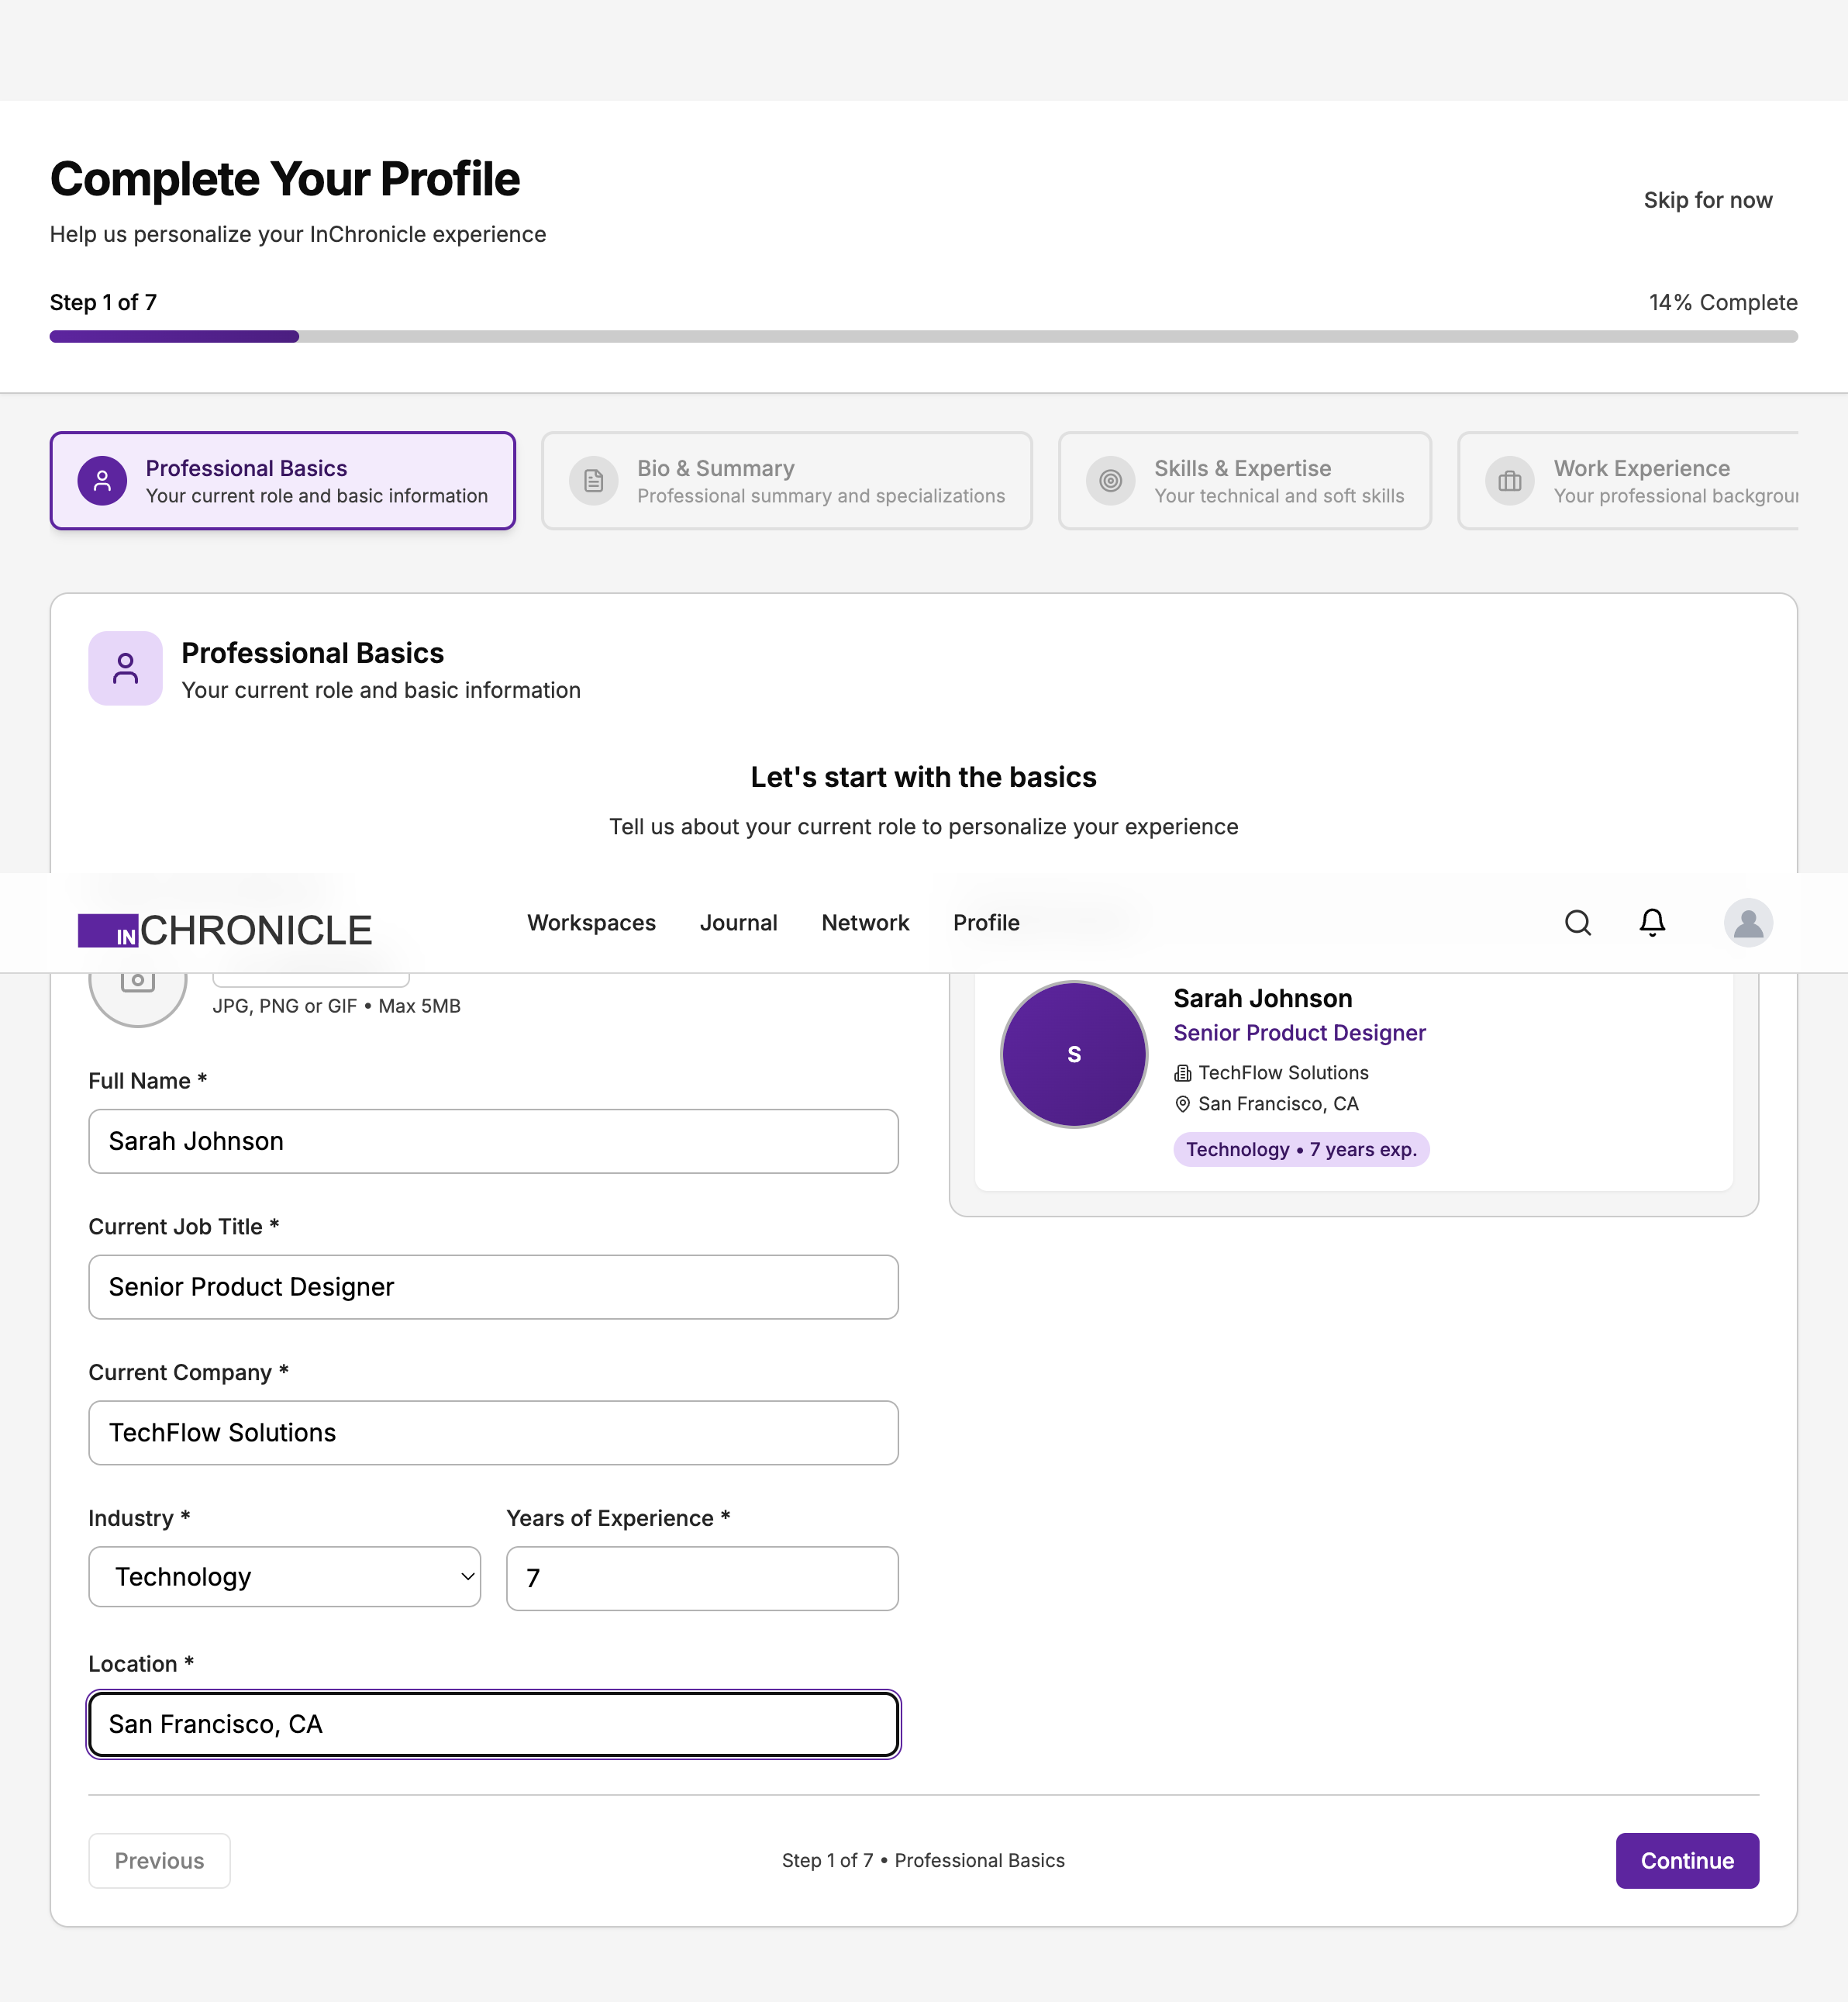 Complete Your Profile
Help us personalize your InChronicle experience
Skip for now
Step 1 of 7
14% Complete
Professional Basics
Your current role and basic information
Bio & Summary
Professional summary and specializations
Skills & Expertise
Your technical and soft skills
Work Experience
Your professional
Professional Basics
Your current role and basic information
Let's start with the basics
Tell us about your current role to personalize your experience
INCHRONICLE
Workspaces
Journal
Network
Profile
JPG, PNG or GIF • Max 5MB
Full Name *
Sarah Johnson
Current Job Title *
Senior Product Designer
Current Company *
TechFlow Solutions
Industry *
Technology
Years of Experience *
7
Location *
San Francisco, CA
S
Sarah Johnson
Senior Product Designer
TechFlow Solutions
San Francisco, CA
Technology • 7 years exp.
Previous
Step 1 of 7 • Professional Basics
Continue